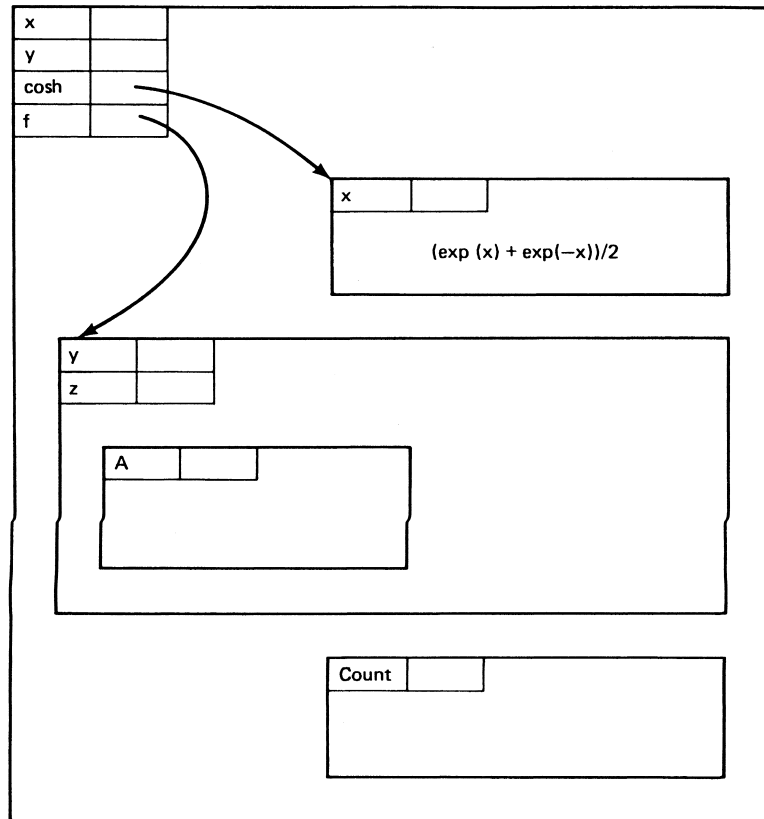 x
y
cosh
f
x
(exp (x) + exp(—x))/2
y
z
A
Count